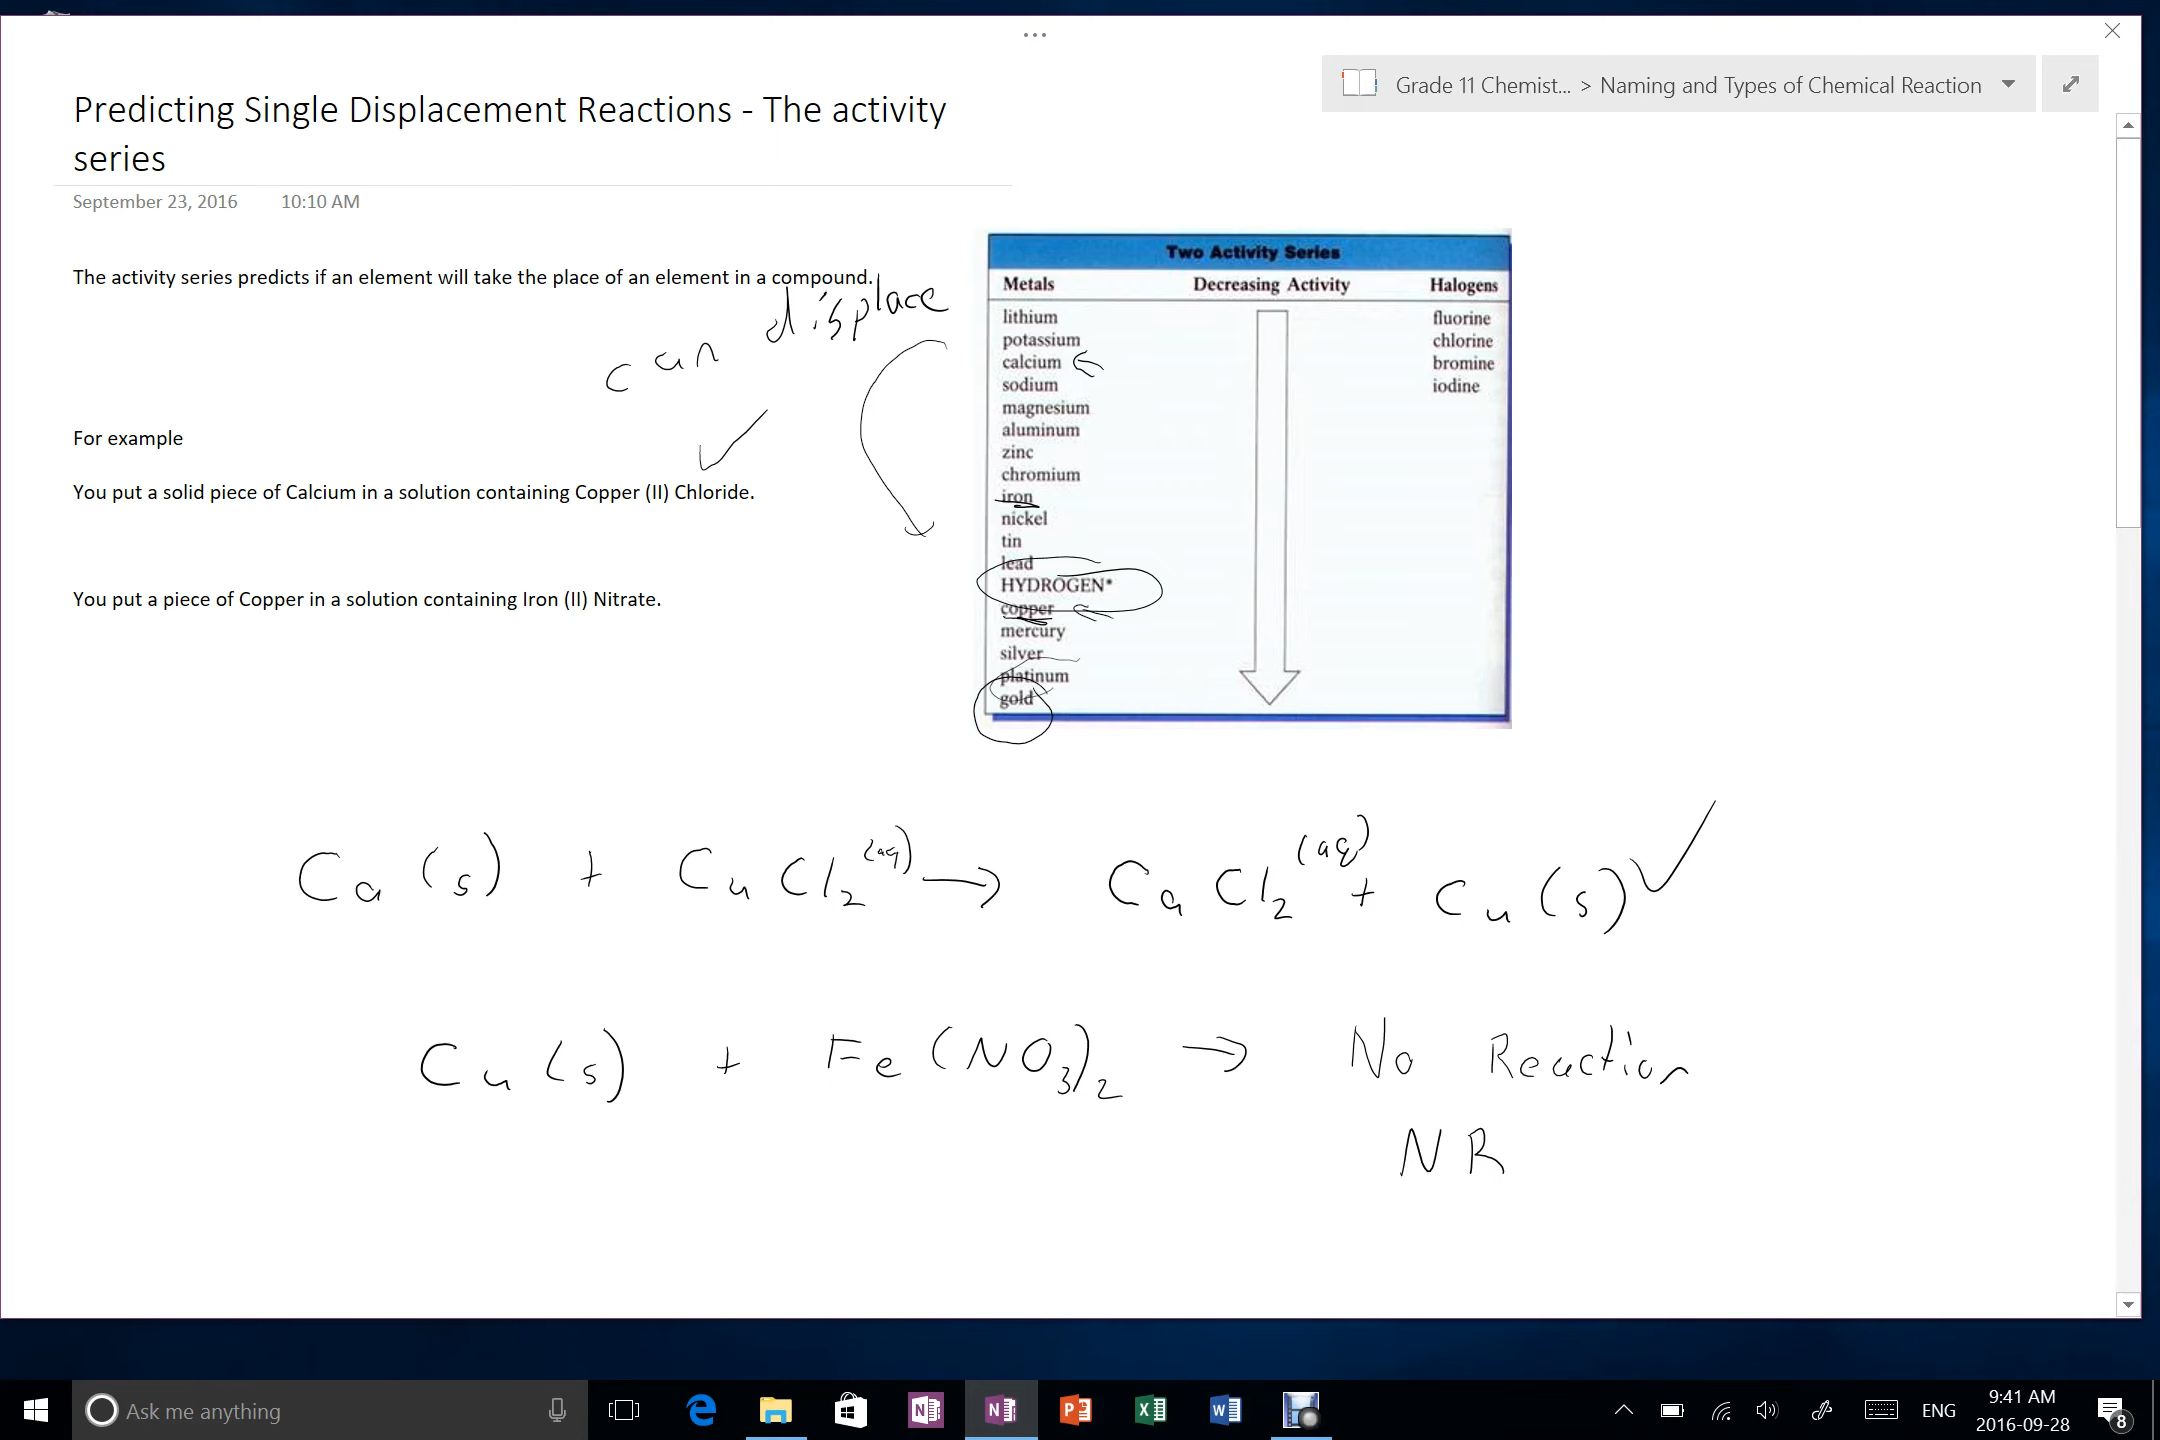 Grade 11 Chemist... > Naming and Types of Chemical Reaction
Predicting Single Displacement Reactions - The activity
series
September 23, 2016 10:10 AM
The activity series predicts if an element will take the place of an element in a compound.
can displace
For example
You put a solid piece of Calcium in a solution containing Copper (II) Chloride.
You put a piece of Copper in a solution containing Iron (II) Nitrate.
Two Activity Series
Metals Decreasing Activity Halogens
lithium fluorine
potassium chlorine
calcium bromine
sodium iodine
magnesium
aluminum
zinc
chromium
iron
nickel
tin
lead
HYDROGEN*
copper
mercury
silver
platinum
gold
Ca (s) + CuCl₂ (aq) → CaCl₂ (aq) + Cu (s) ✓
Cu (s) + Fe(NO₃)₂ → No Reaction
NR
Ask me anything
ENG
9:41 AM
2016-09-28
8